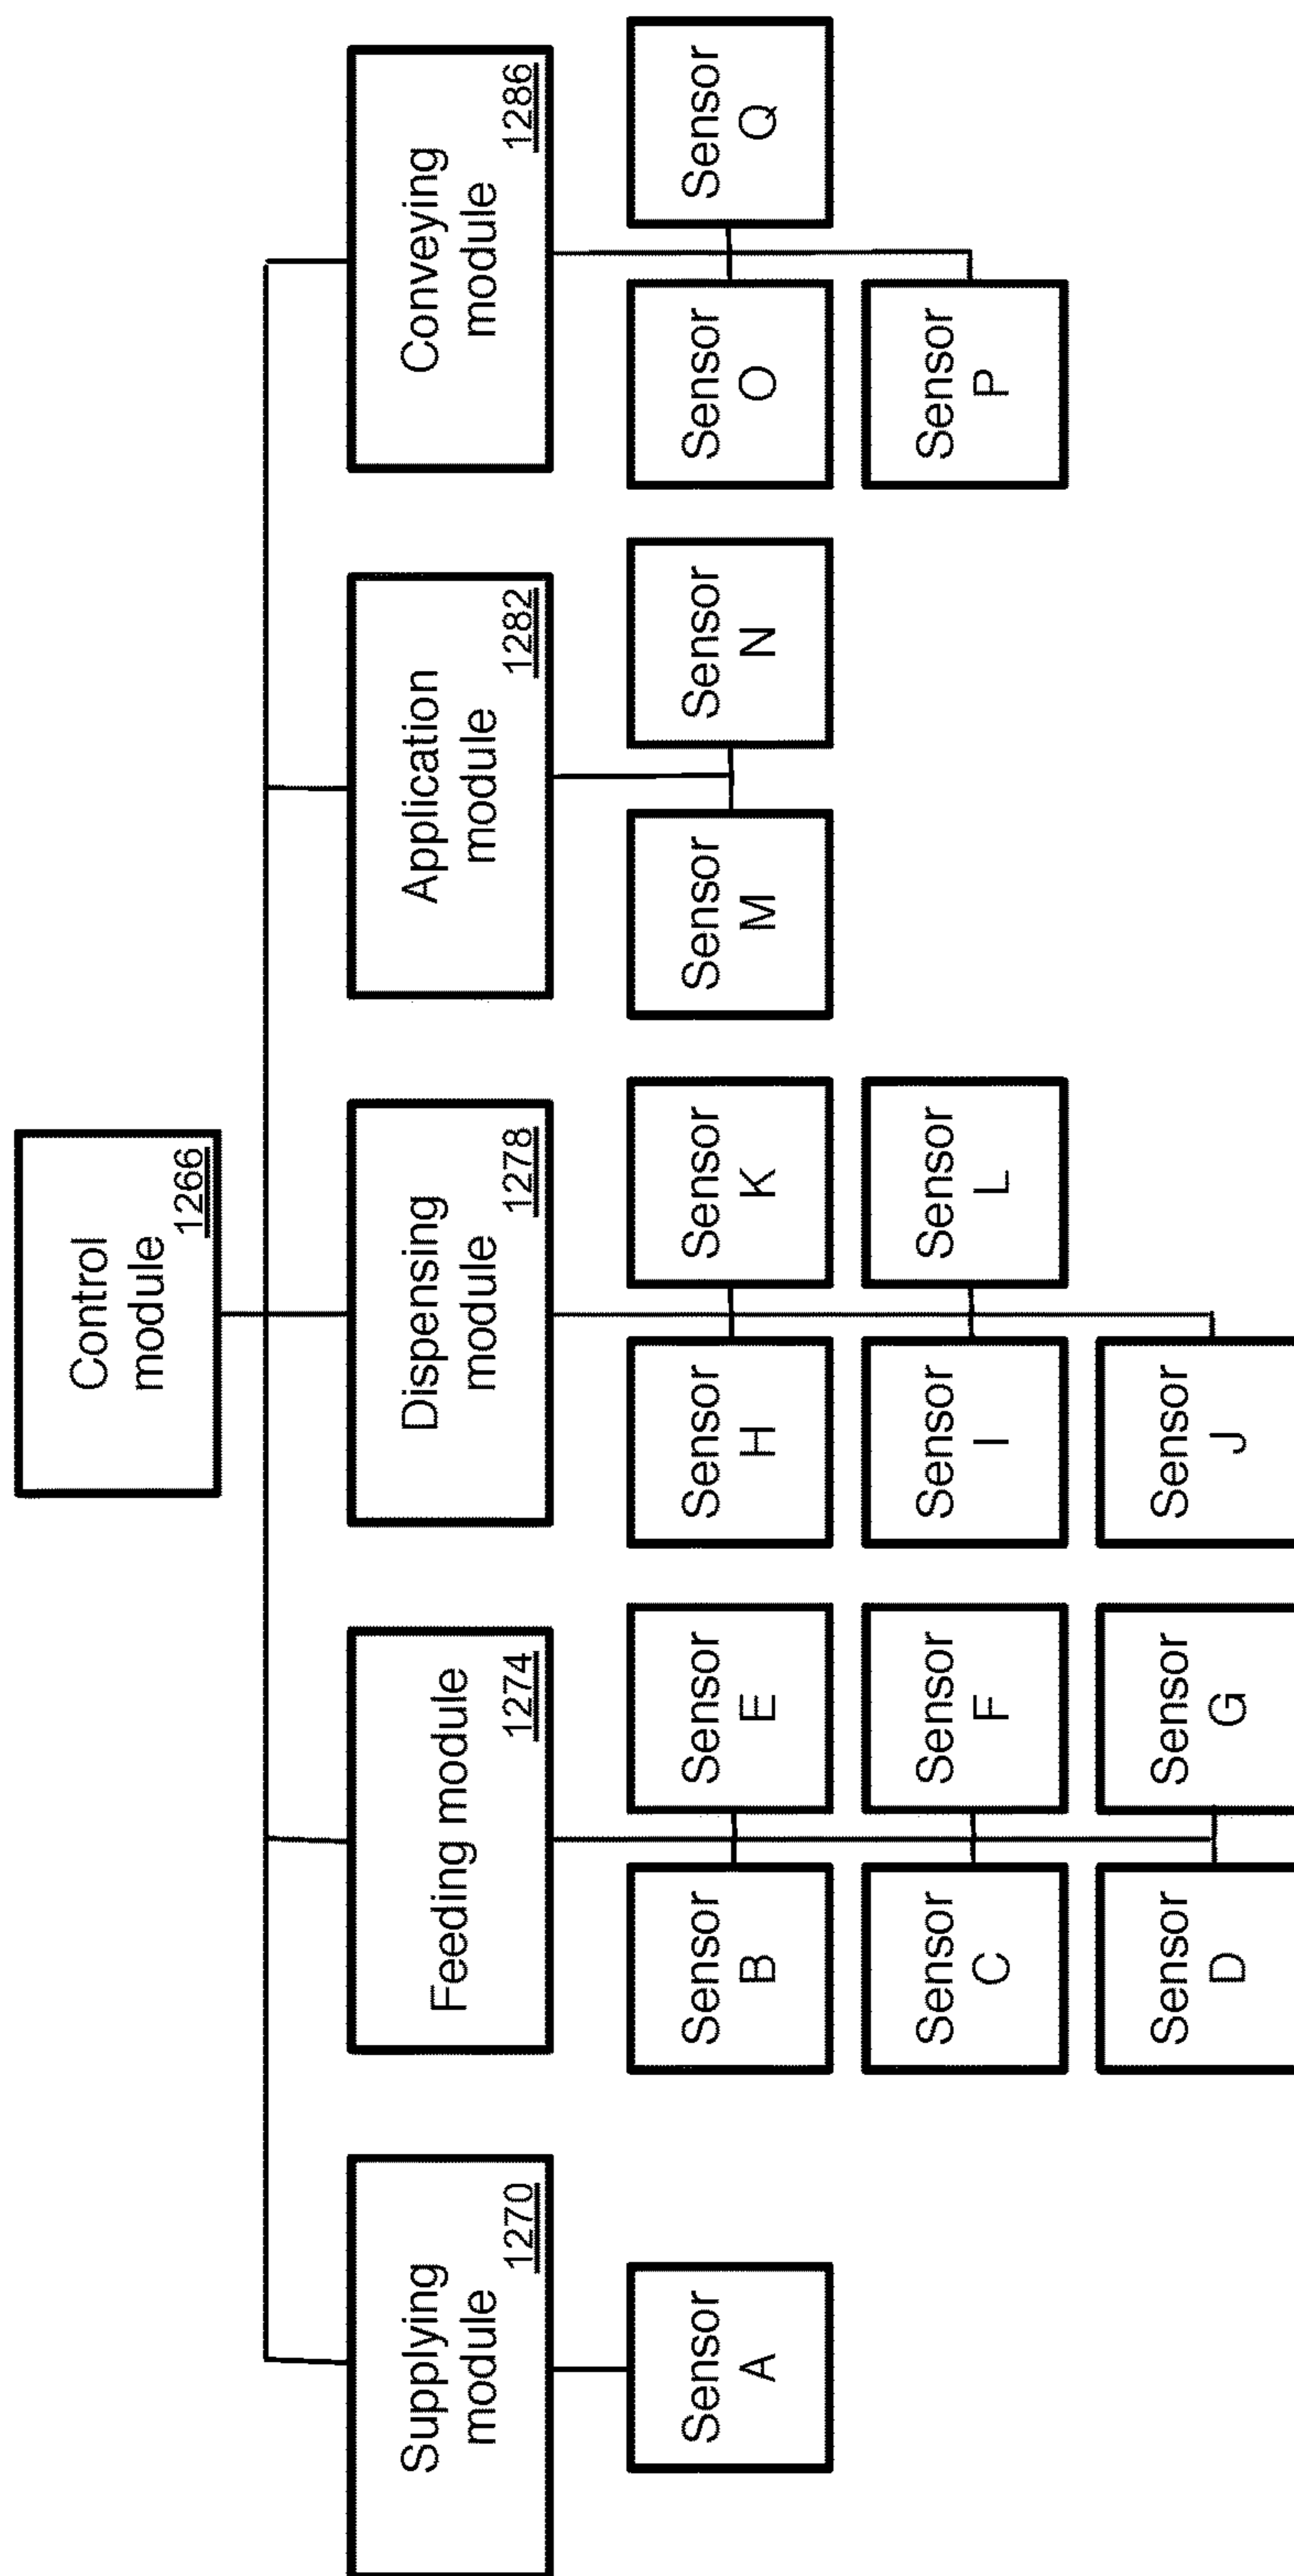 Control
module
1266
Supplying
module
1270
Feeding module
1274
Dispensing
module
1278
Application
module
1282
Conveying
module
1286
Sensor
A
Sensor
B
Sensor
E
Sensor
C
Sensor
F
Sensor
D
Sensor
G
Sensor
H
Sensor
K
Sensor
I
Sensor
L
Sensor
J
Sensor
M
Sensor
N
Sensor
O
Sensor
Q
Sensor
P